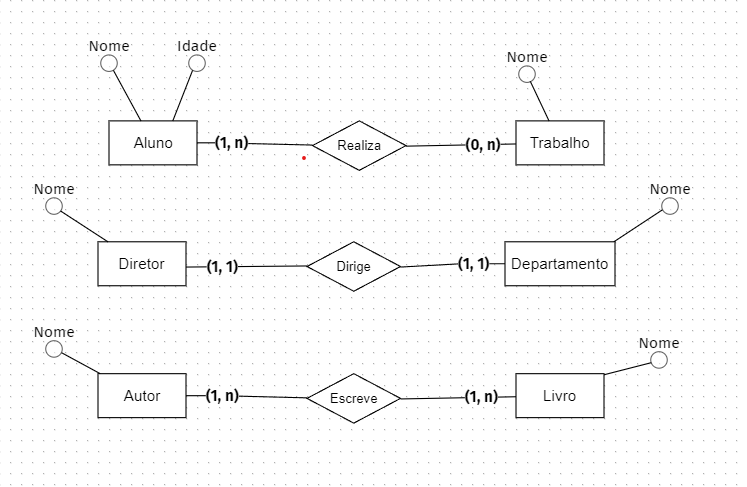 Nome Idade
Nome
Aluno (1, n) Realiza (0, n) Trabalho
Nome Nome
Diretor (1, 1) Dirige (1, 1) Departamento
Nome Nome
Autor (1, n) Escreve (1, n) Livro